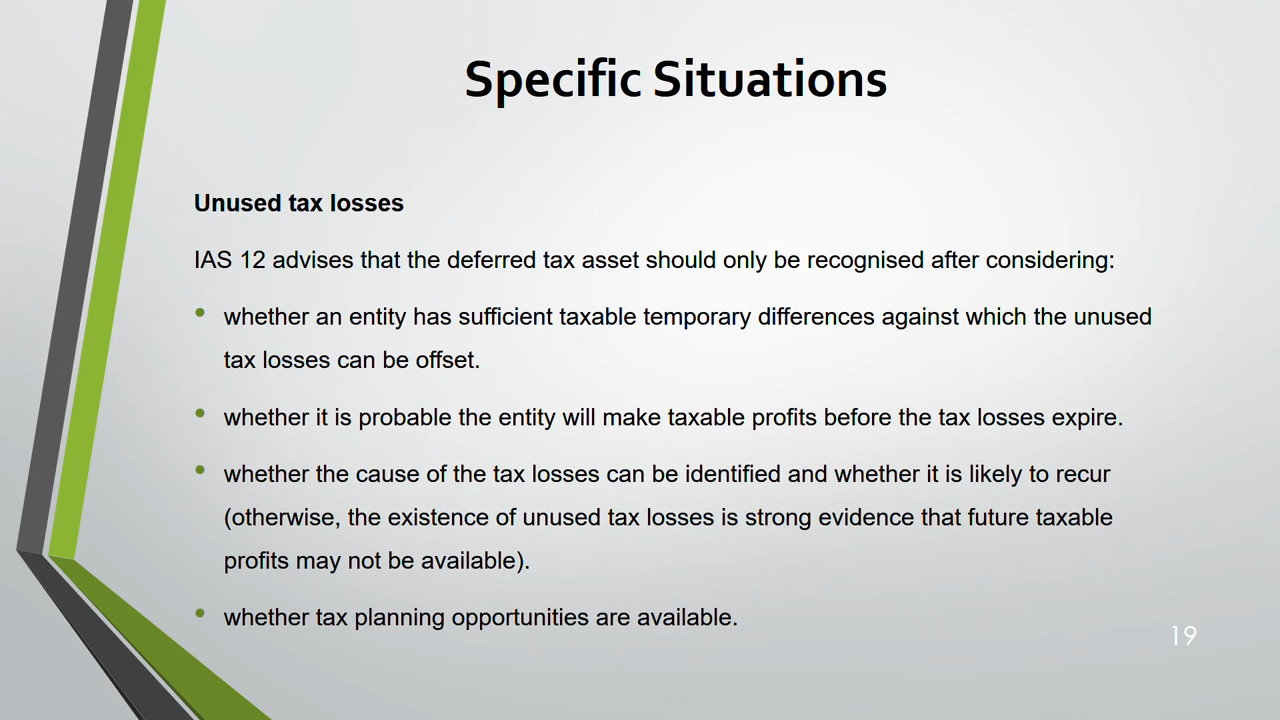 Specific Situations
Unused tax losses
IAS 12 advises that the deferred tax asset should only be recognised after considering:
• whether an entity has sufficient taxable temporary differences against which the unused
tax losses can be offset.
• whether it is probable the entity will make taxable profits before the tax losses expire.
• whether the cause of the tax losses can be identified and whether it is likely to recur
(otherwise, the existence of unused tax losses is strong evidence that future taxable
profits may not be available).
• whether tax planning opportunities are available.
19